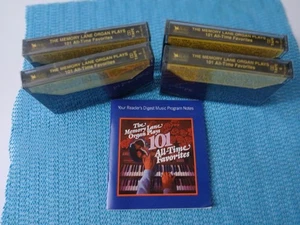 THE MEMORY LANE ORGAN PLAYS
101 All-Time Favorites
THE MEMORY LANE ORGAN PLAYS
101 All-Time Favorites
THE MEMORY LANE ORGAN PLAYS
101 All-Time Favorites
THE MEMORY LANE ORGAN PLAYS
101 All-Time Favorites
Your Reader's Digest Music Program Notes
The
Memory Lane
Organ Plays
101
All-Time
Favorites